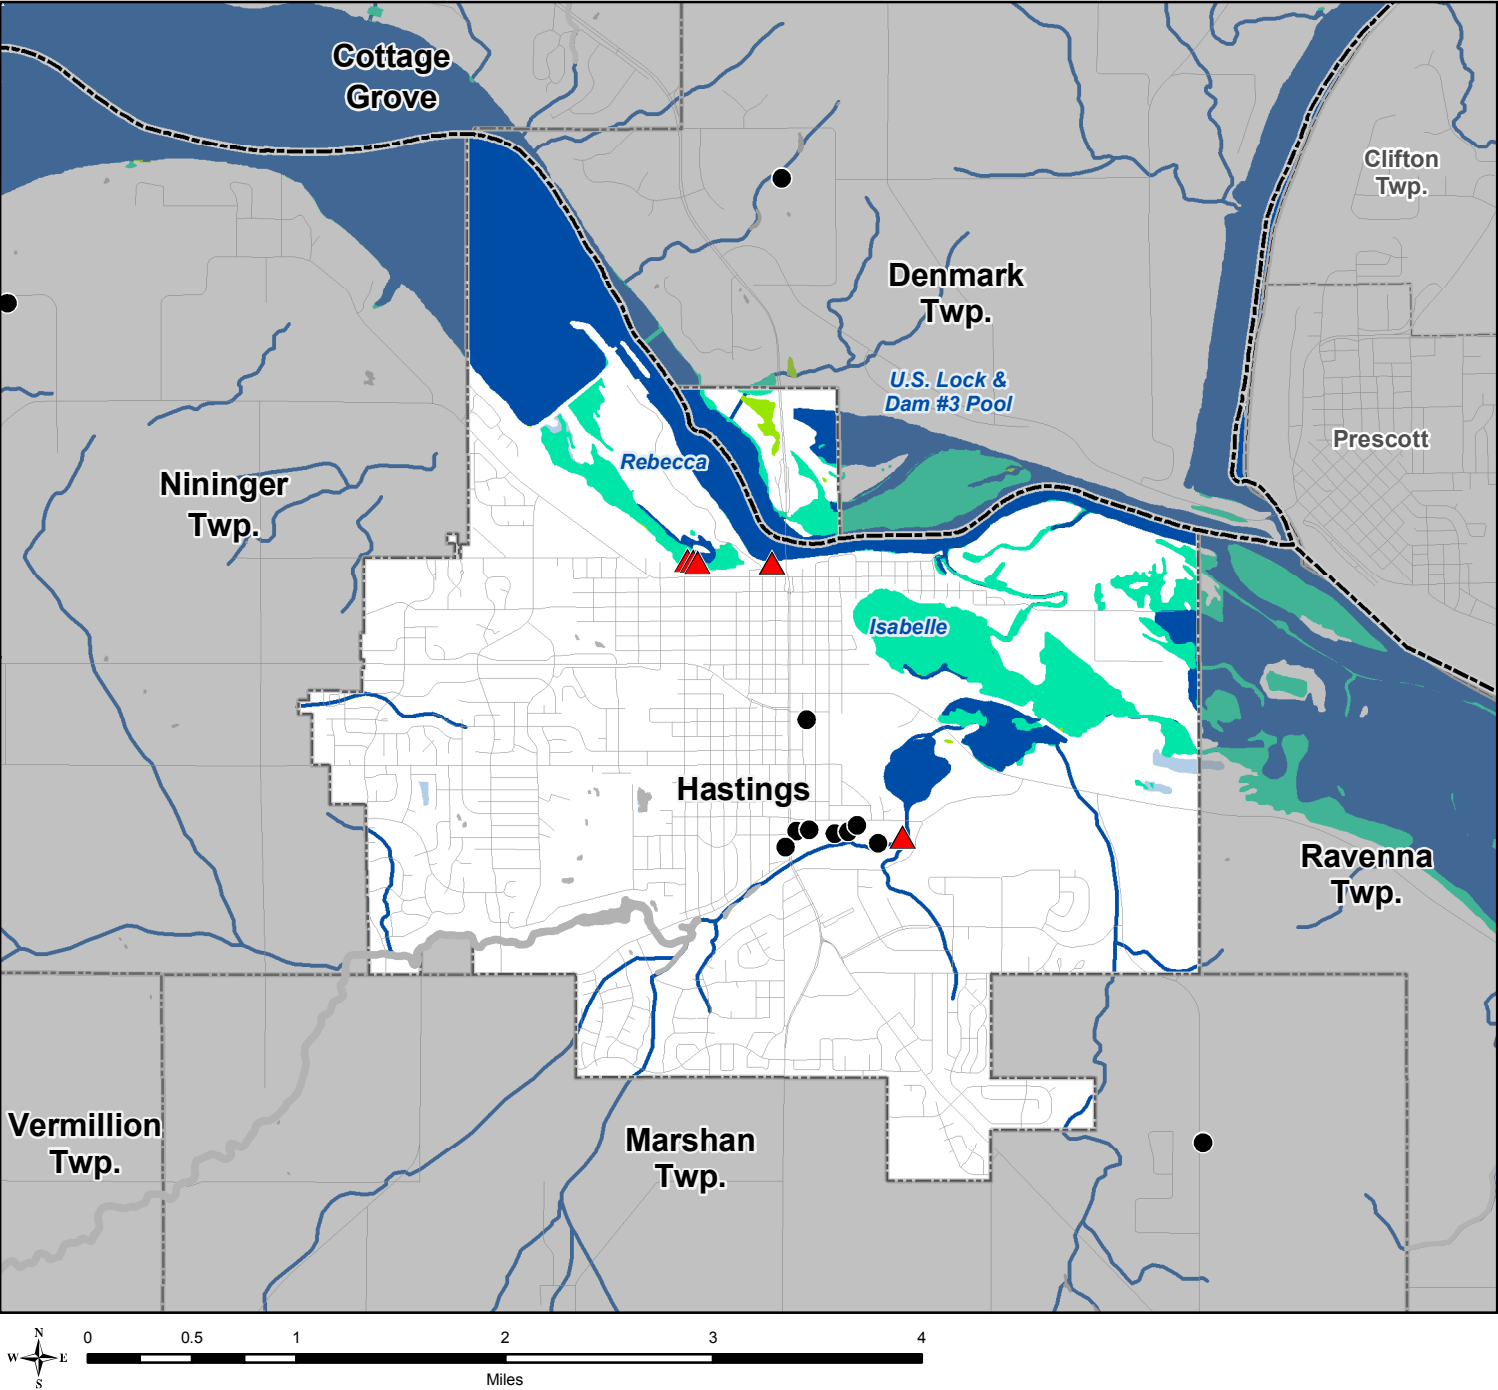 Cottage
Grove
Clifton
Twp.
Denmark
Twp.
U.S. Lock &
Dam #3 Pool
Prescott
Rebecca
Nininger
Twp.
Isabelle
Hastings
Ravenna
Twp.
Vermillion
Twp.
Marshan
Twp.
N
W E
S
0 0.5 1 2 3 4
Miles